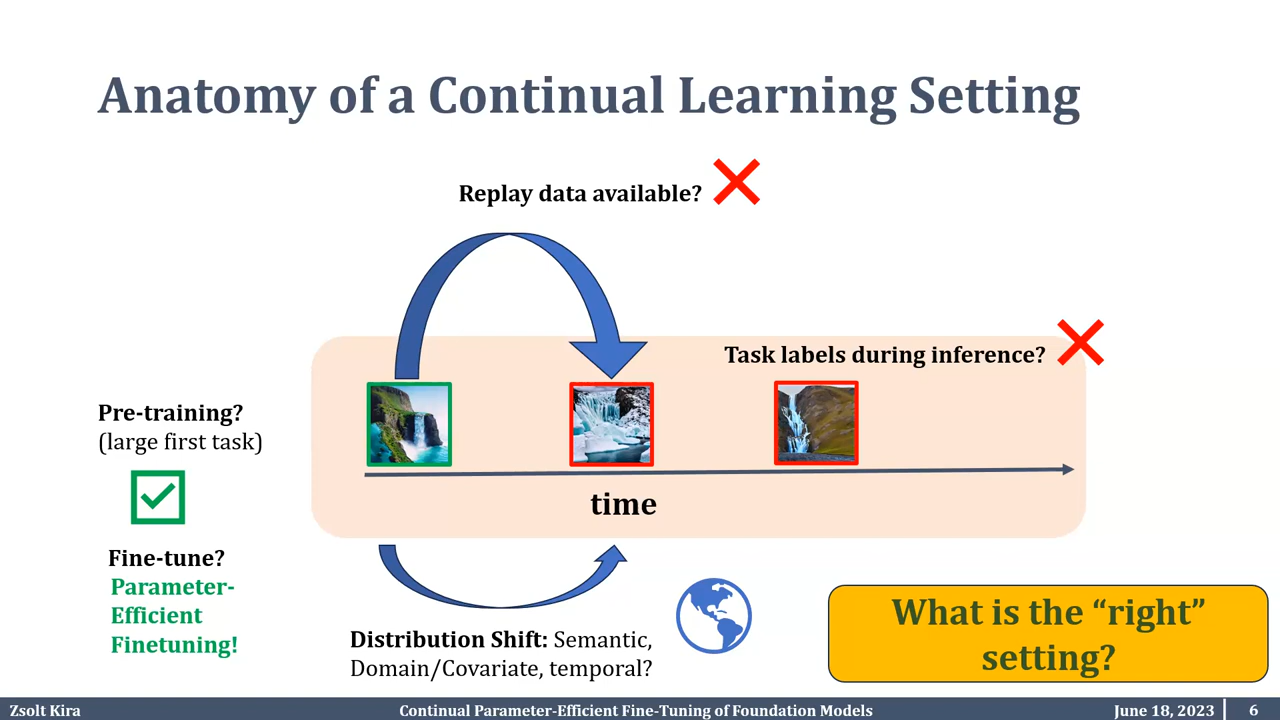 Anatomy of a Continual Learning Setting
Replay data available?
Task labels during inference?
Pre-training?
(large first task)
time
Fine-tune?
Parameter-
Efficient
Finetuning!
Distribution Shift: Semantic,
Domain/Covariate, temporal?
What is the “right”
setting?
Zsolt Kira
Continual Parameter-Efficient Fine-Tuning of Foundation Models
June 18, 2023
6